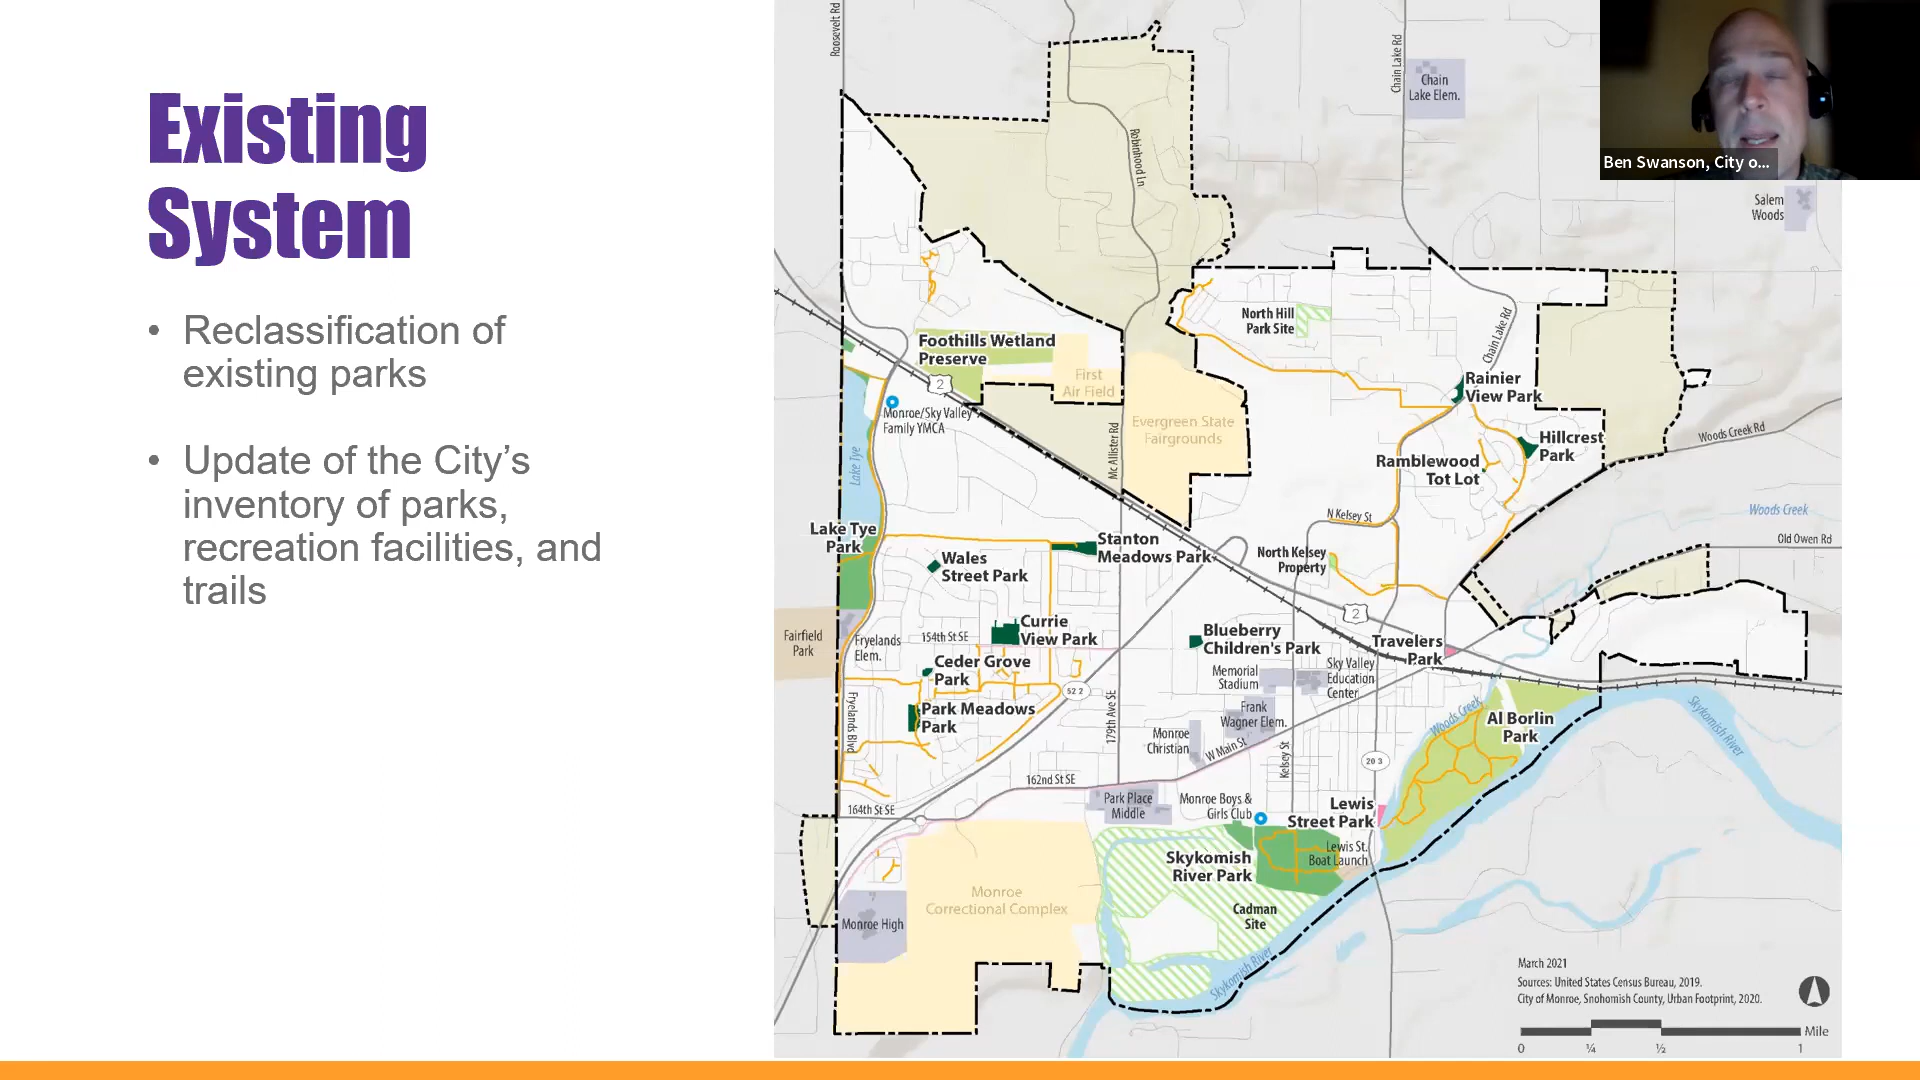 Existing
System
• Reclassification of
existing parks
• Update of the City's
inventory of parks,
recreation facilities, and
trails
Roosevelt Rd
Chain Lake Rd
Chain
Lake Elem.
Ben Swanson, City o...
Robinhood Ln
Salem
Woods
North Hill
Park Site
Chain Lake Rd
Foothills Wetland
Preserve
First
Air Field
2
Monroe/Sky Valley
Family YMCA
Rainier
View Park
Evergreen State
Fairgrounds
Mc Allister Rd
Woods Creek Rd
Hillcrest
Park
Ramblewood
Tot Lot
Lake Tye
Woods Creek
N Kelsey St
Old Owen Rd
Lake Tye
Park
Stanton
Meadows Park
North Kelsey
Property
Wales
Street Park
2
Fairfield
Park
Fryelands
Elem.
154th St SE
Currie
View Park
Blueberry
Children's Park
Travelers
Park
Ceder Grove
Park
Memorial
Stadium
Sky Valley
Education
Center
52 2
Fryelands Blvd
Park Meadows
Park
179th Ave SE
Frank
Wagner Elem.
Woods Creek
Al Borlin
Park
Skykomish River
Monroe
Christian
W Main St
Kelsey St
20 3
162nd St SE
164th St SE
Park Place
Middle
Monroe Boys &
Girls Club
Lewis
Street Park
Lewis St.
Boat Launch
Skykomish
River Park
Monroe
Correctional Complex
Cadman
Site
Monroe High
Skykomish River
March 2021
Sources: United States Census Bureau, 2019.
City of Monroe, Snohomish County, Urban Footprint, 2020.
Mile
0 ¼ ½ 1